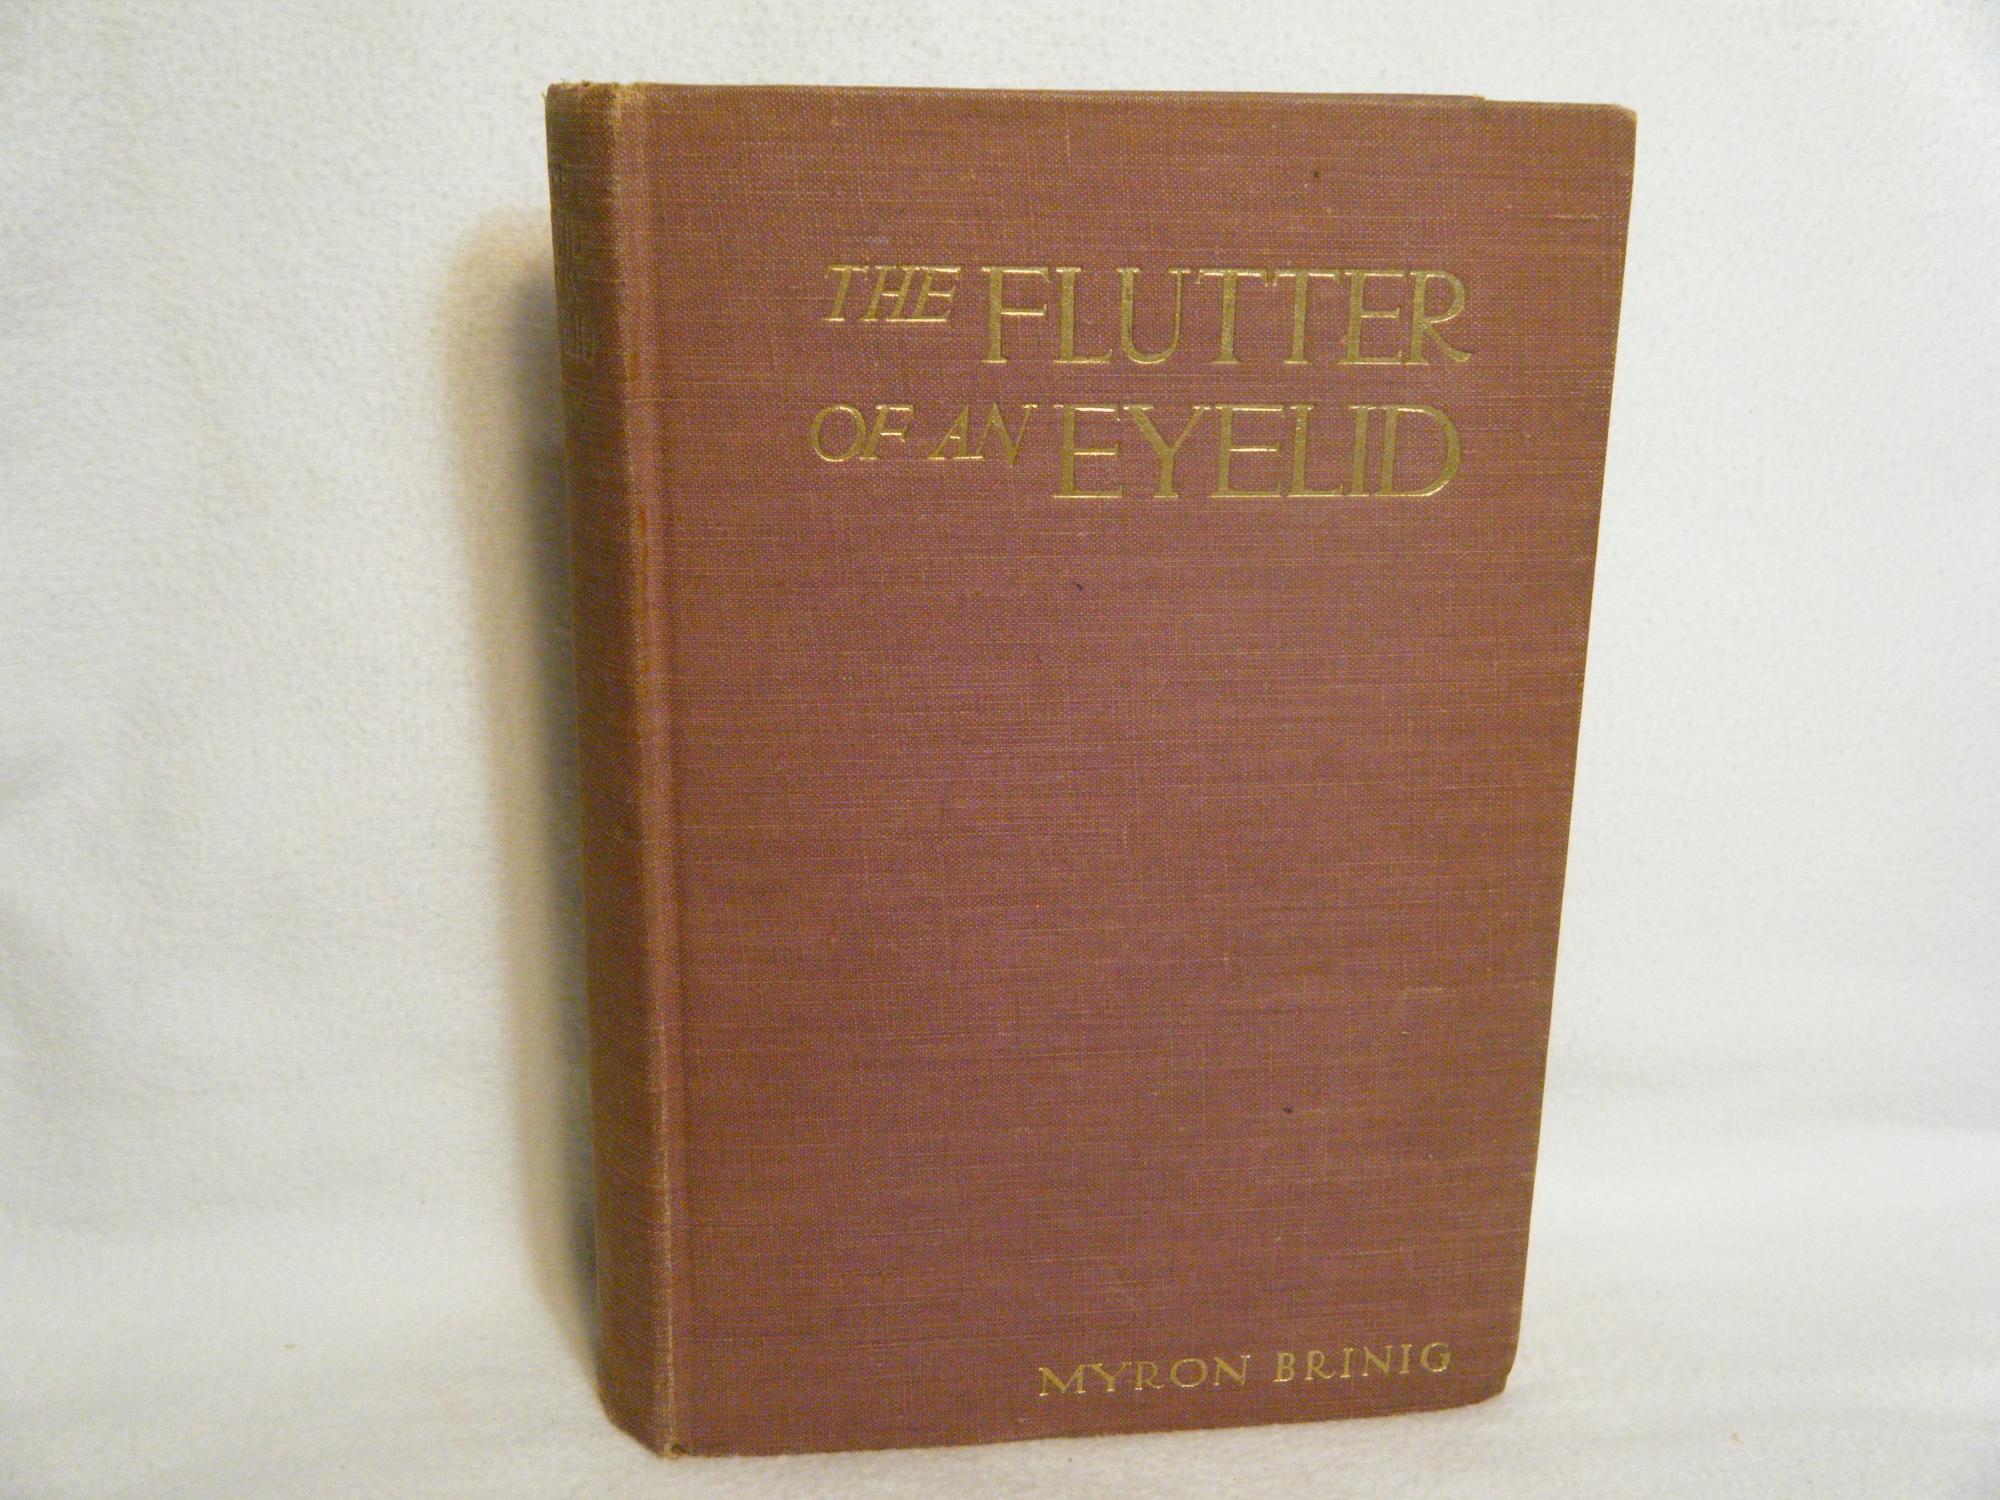 THE FLUTTER
OF AN EYELID
MYRON BRINIG